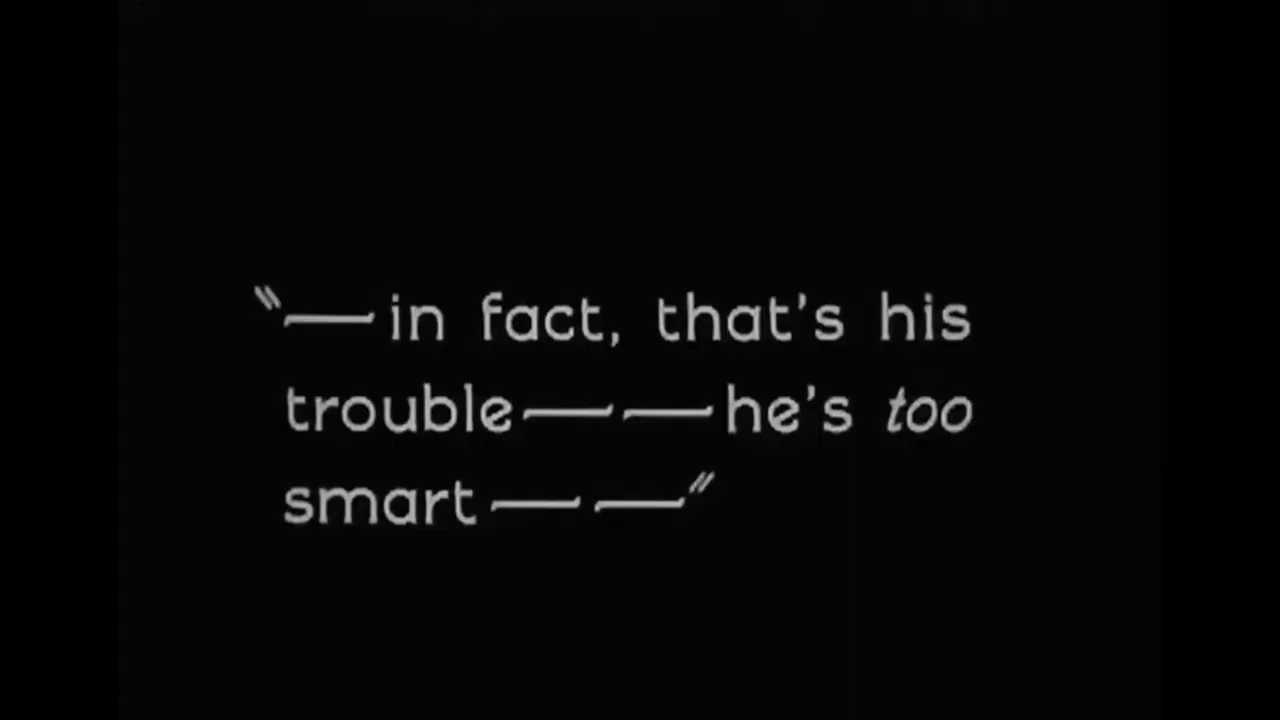 "—in fact, that's his
trouble— —he's too
smart— —"